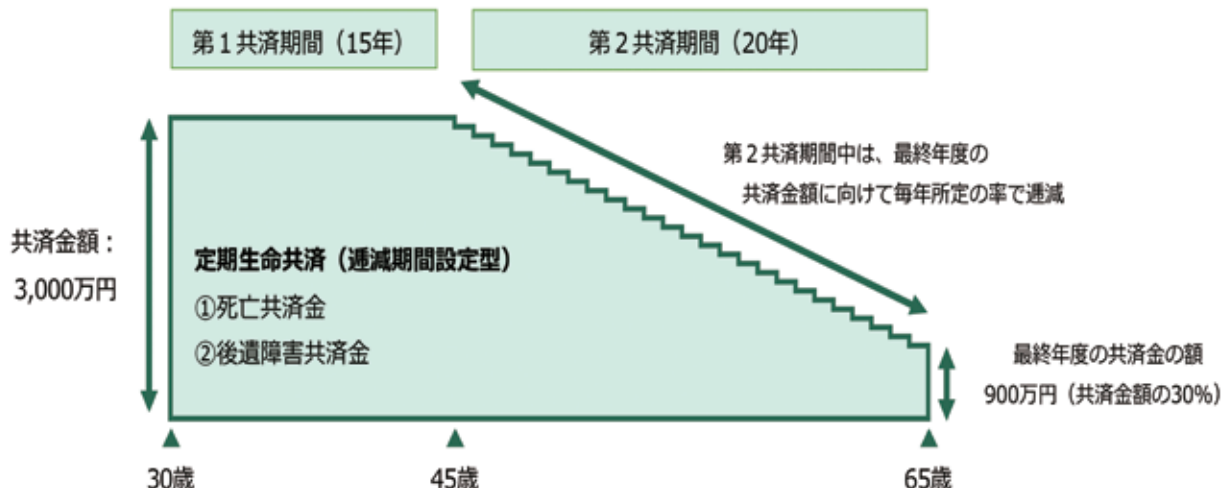 第1共済期間（15年）
第2共済期間（20年）
第2共済期間中は、最終年度の
共済金額に向けて毎年所定の率で逓減
共済金額：
3,000万円
定期生命共済（逓減期間設定型）
①死亡共済金
②後遺障害共済金
最終年度の共済金の額
900万円（共済金額の30%）
30歳
45歳
65歳